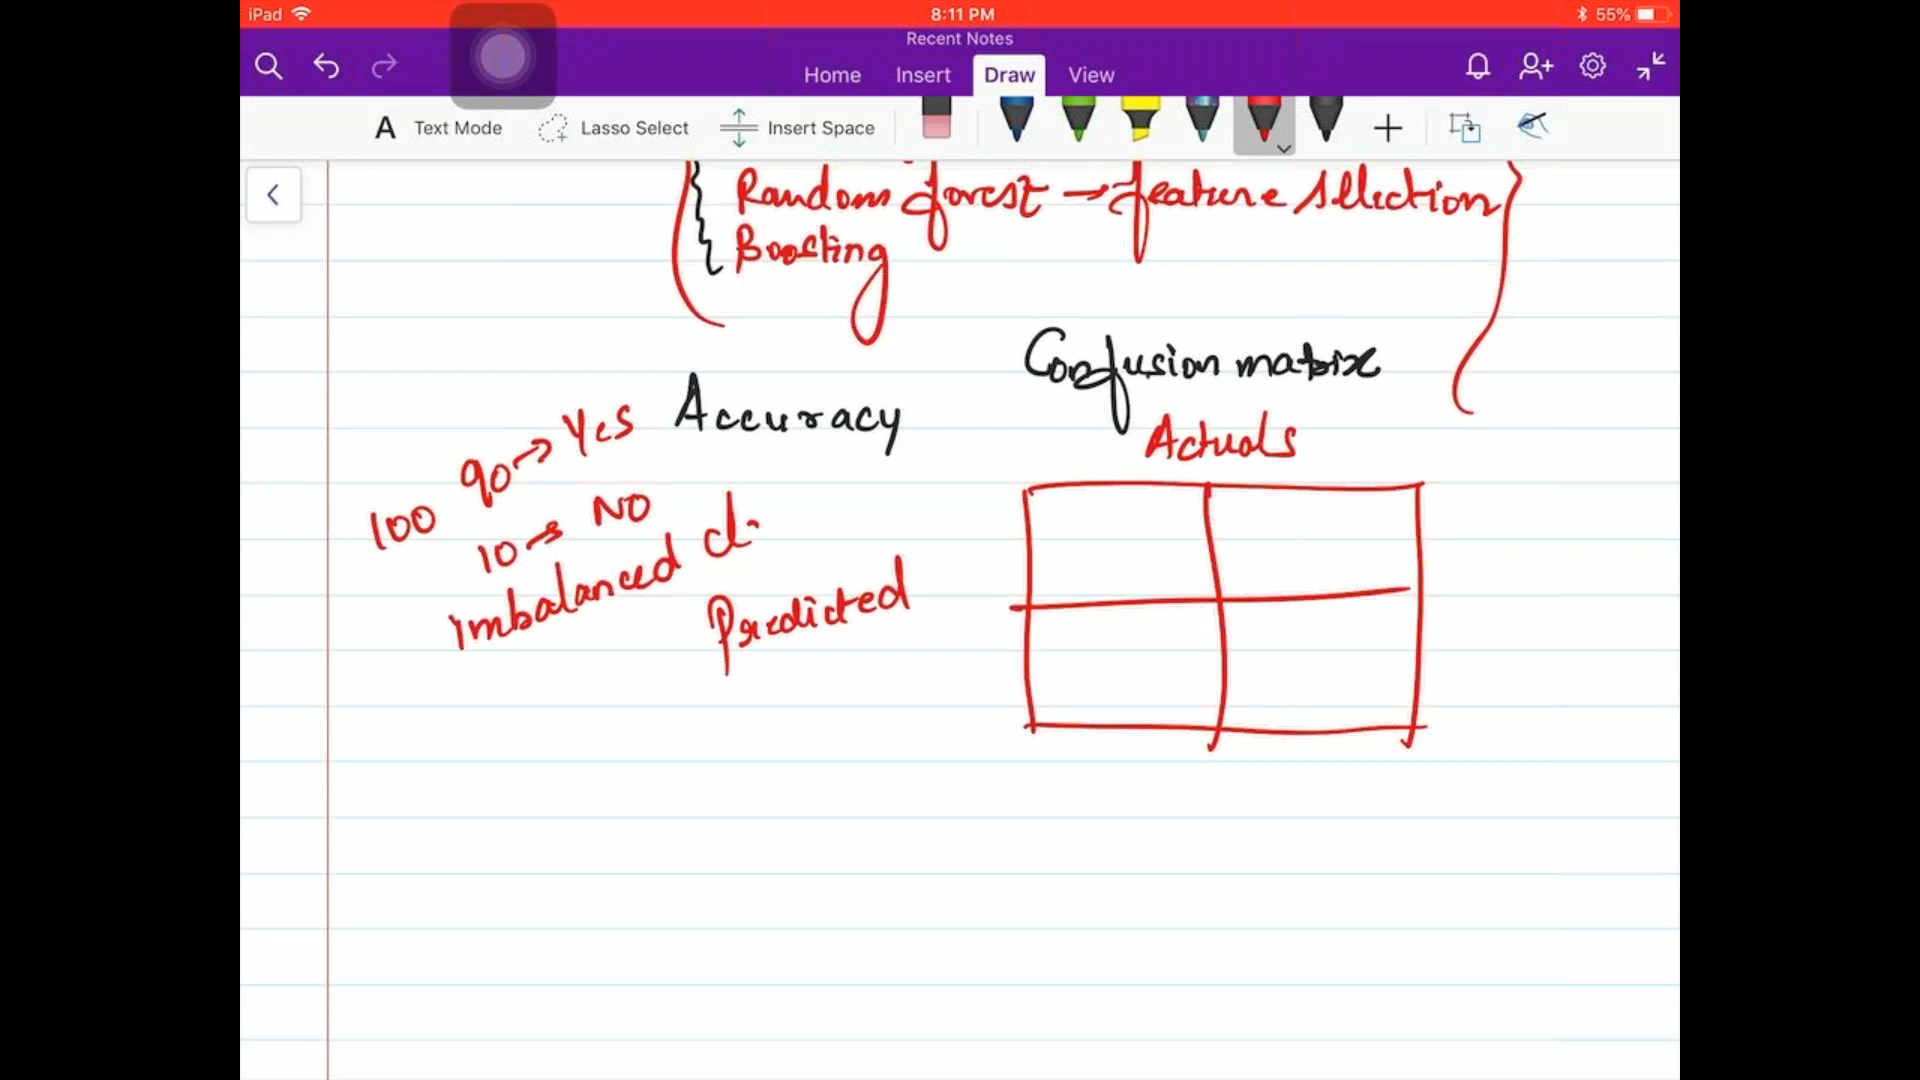 iPad 8:11 PM 55%
Recent Notes
Home Insert Draw View
A Text Mode Lasso Select Insert Space
Random forest → feature selection
Boosting
Confusion matrix
Accuracy
Actuals
100 90 → Yes
10 → NO
imbalanced d.
Predicted